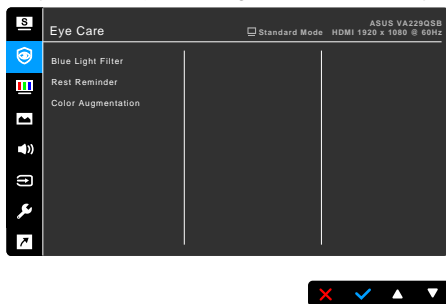 S
ASUS VA229QSB
Eye Care
Standard Mode HDMI 1920 x 1080 @ 60Hz
Blue Light Filter
Rest Reminder
Color Augmentation